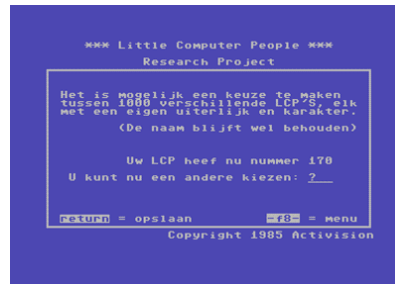 *** Little Computer People ***
Research Project
Het is mogelijk een keuze te maken
tussen 1000 verschillende LCP'S, elk
met een eigen uiterlijk en karakter.
(De naam blijft wel behouden)
Uw LCP heef nu nummer 170
U kunt nu een andere kiezen: ?
return = opslaan -f8- = menu
Copyright 1985 Activision